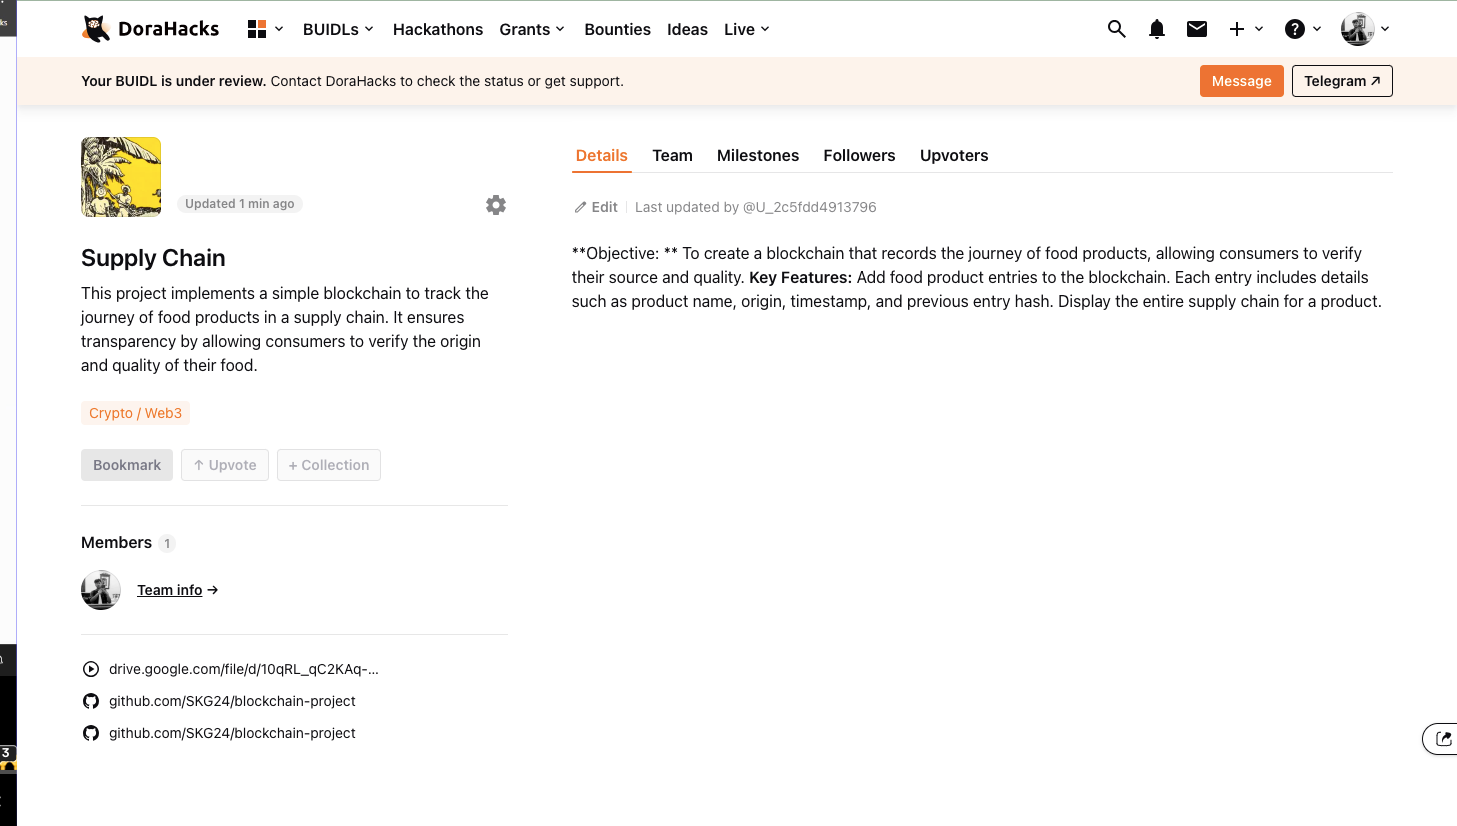 DoraHacks
BUIDLs
Hackathons
Grants
Bounties
Ideas
Live
Your BUIDL is under review. Contact DoraHacks to check the status or get support.
Message
Telegram
Updated 1 min ago
Supply Chain
This project implements a simple blockchain to track the
journey of food products in a supply chain. It ensures
transparency by allowing consumers to verify the origin
and quality of their food.
Crypto / Web3
Bookmark
↑ Upvote
+ Collection
Members 1
Team info →
drive.google.com/file/d/10qRL_qC2KAq-...
github.com/SKG24/blockchain-project
github.com/SKG24/blockchain-project
Details
Team
Milestones
Followers
Upvoters
Edit
Last updated by @U_2c5fdd4913796
**Objective: ** To create a blockchain that records the journey of food products, allowing consumers to verify
their source and quality. Key Features: Add food product entries to the blockchain. Each entry includes details
such as product name, origin, timestamp, and previous entry hash. Display the entire supply chain for a product.
3